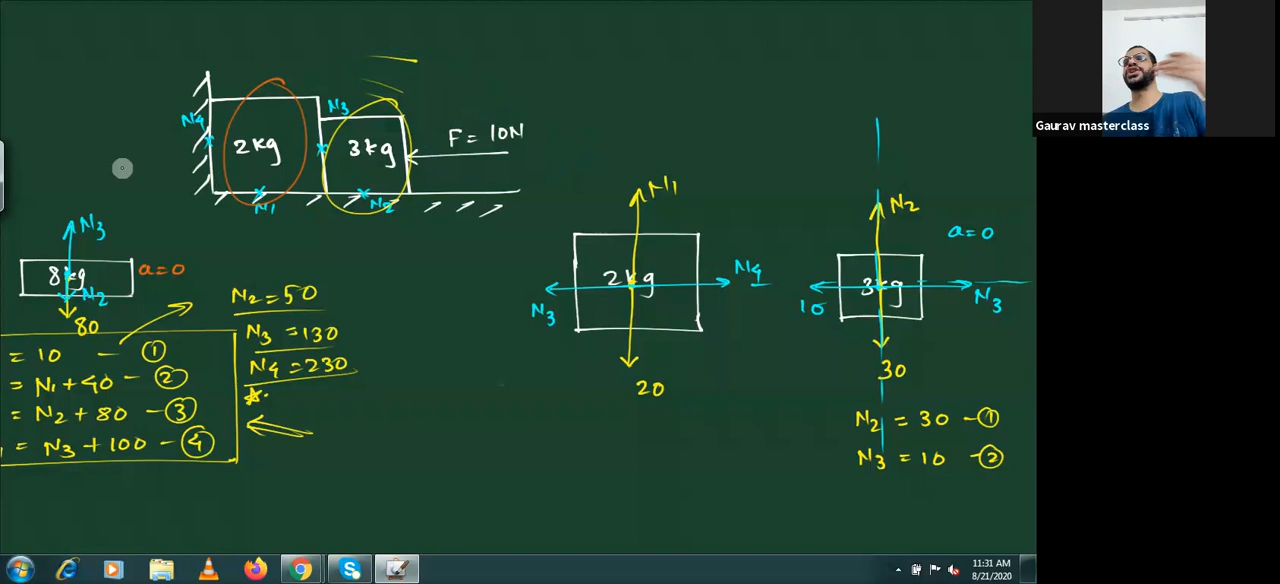 N4
2kg
N3
3kg
F = 10N
N1
N2
N3
8kg
a=0
N2
80
= 10 - ①
= N1 + 40 - ②
= N2 + 80 - ③
= N3 + 100 - ④
N2 = 50
N3 = 130
N4 = 230
N1
2kg
N4
N3
20
N2
a=0
3kg
10
N3
30
N2 = 30 - ①
N3 = 10 - ②
Gaurav masterclass
11:31 AM
8/21/2020